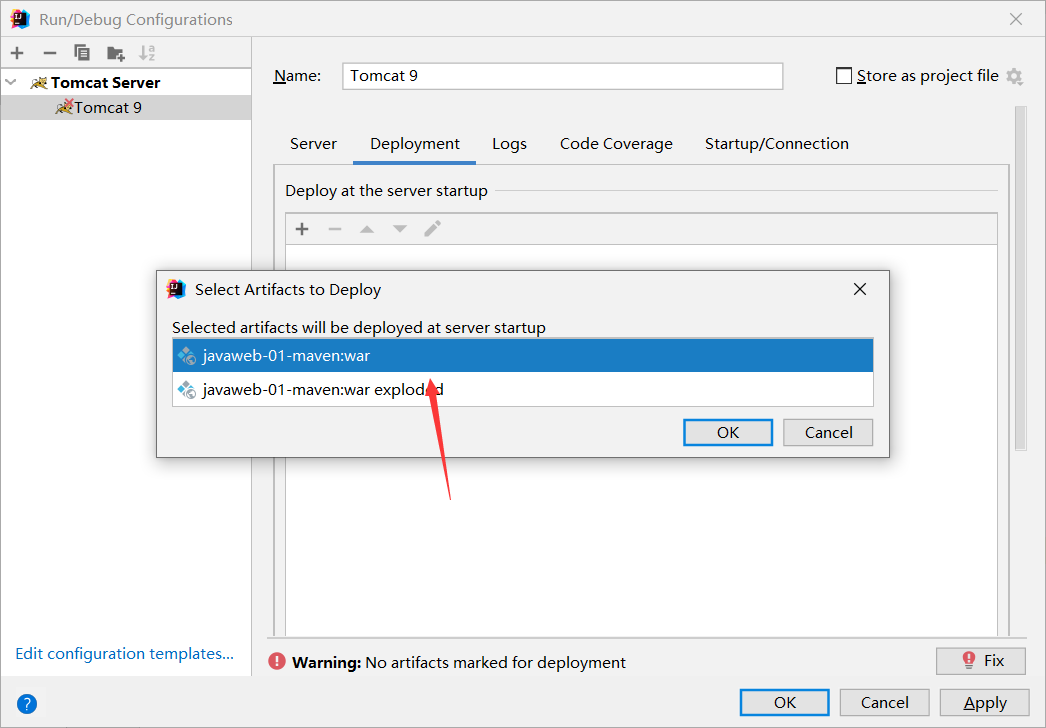 Run/Debug Configurations
Tomcat Server
Tomcat 9
Name: Tomcat 9 Store as project file
Server Deployment Logs Code Coverage Startup/Connection
Deploy at the server startup
Select Artifacts to Deploy
Selected artifacts will be deployed at server startup
javaweb-01-maven:war
javaweb-01-maven:war exploded
OK Cancel
Edit configuration templates...
Warning: No artifacts marked for deployment Fix
? OK Cancel Apply